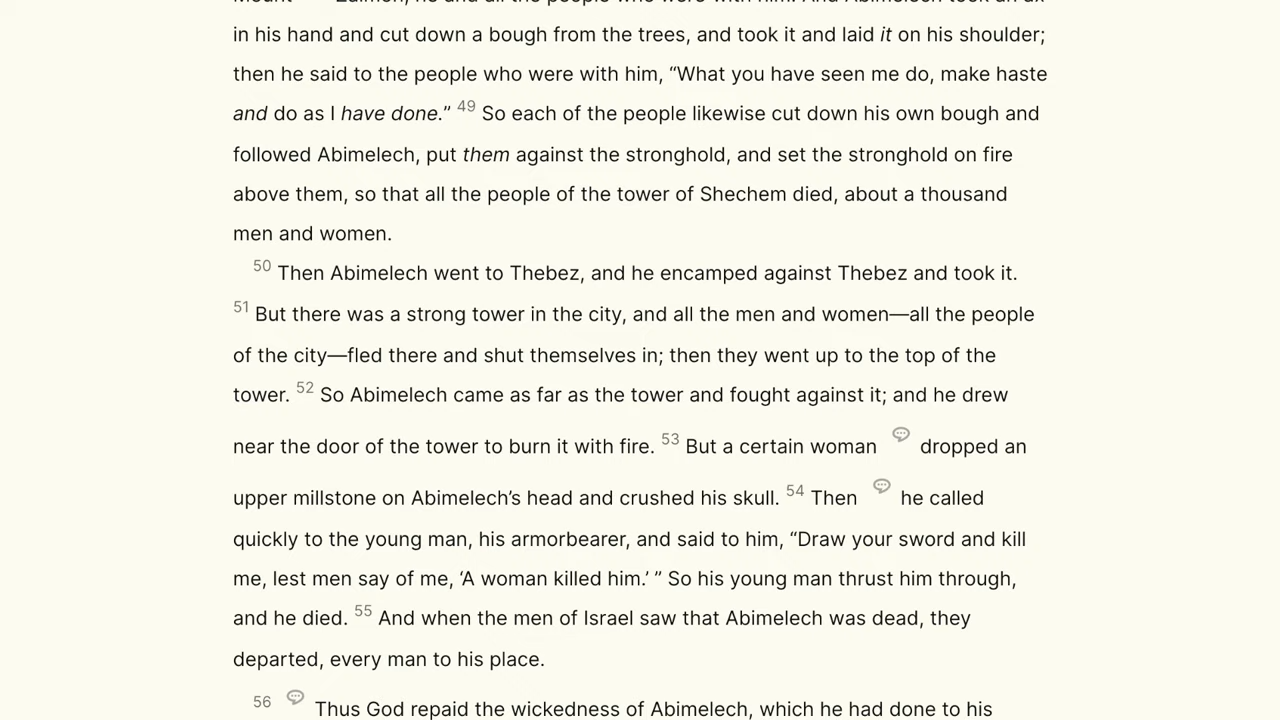 in his hand and cut down a bough from the trees, and took it and laid it on his shoulder;
then he said to the people who were with him, “What you have seen me do, make haste
and do as I have done.” 49 So each of the people likewise cut down his own bough and
followed Abimelech, put them against the stronghold, and set the stronghold on fire
above them, so that all the people of the tower of Shechem died, about a thousand
men and women.
50 Then Abimelech went to Thebez, and he encamped against Thebez and took it.
51 But there was a strong tower in the city, and all the men and women—all the people
of the city—fled there and shut themselves in; then they went up to the top of the
tower. 52 So Abimelech came as far as the tower and fought against it; and he drew
near the door of the tower to burn it with fire. 53 But a certain woman dropped an
upper millstone on Abimelech’s head and crushed his skull. 54 Then he called
quickly to the young man, his armorbearer, and said to him, “Draw your sword and kill
me, lest men say of me, ‘A woman killed him.’ ” So his young man thrust him through,
and he died. 55 And when the men of Israel saw that Abimelech was dead, they
departed, every man to his place.
56 Thus God repaid the wickedness of Abimelech, which he had done to his